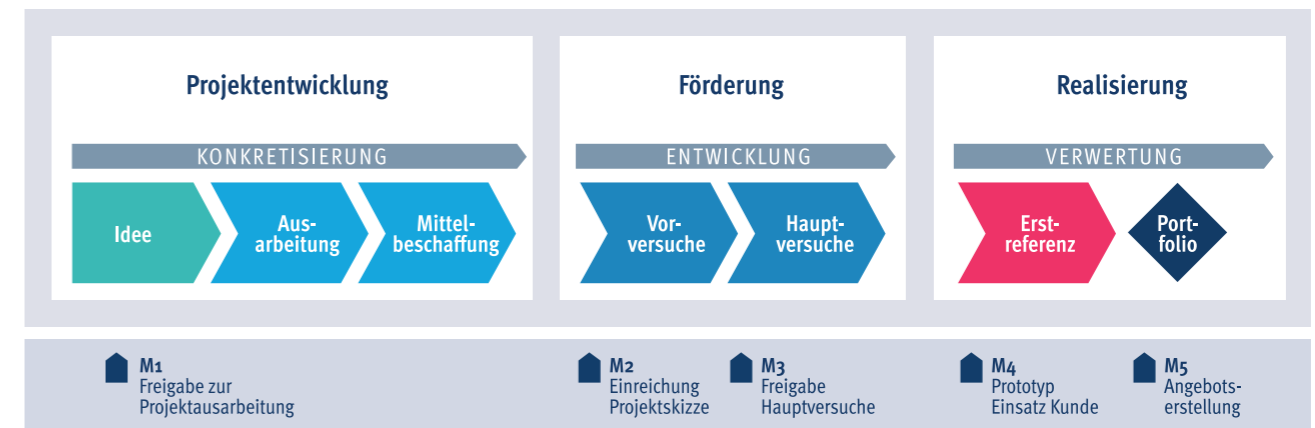 Projektentwicklung
KONKRETISIERUNG
Idee
Aus-
arbeitung
Mittel-
beschaffung
Förderung
ENTWICKLUNG
Vor-
versuche
Haupt-
versuche
Realisierung
VERWERTUNG
Erst-
referenz
Port-
folio
M1
Freigabe zur
Projektausarbeitung
M2
Einreichung
Projektskizze
M3
Freigabe
Hauptversuche
M4
Prototyp
Einsatz Kunde
M5
Angebots-
erstellung